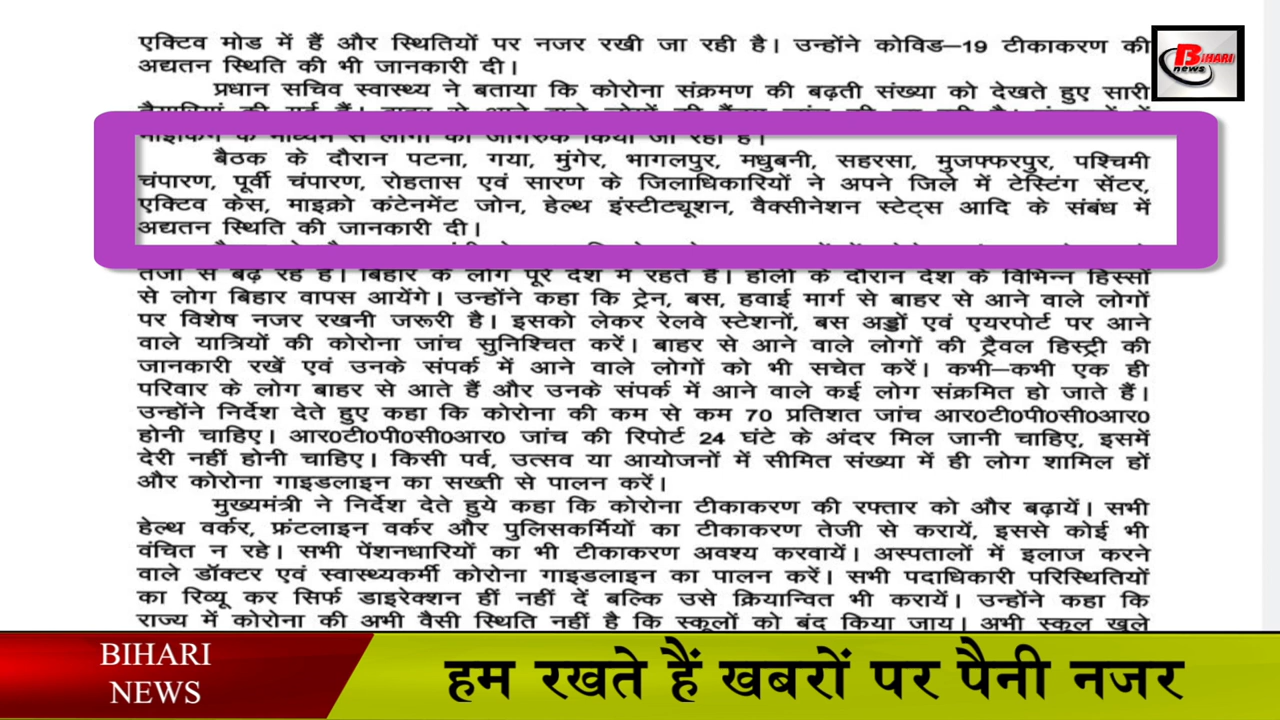 एक्टिव मोड में हैं और स्थितियों पर नजर रखी जा रही है। उन्होंने कोविड–19 टीकाकरण की
अद्यतन स्थिति की भी जानकारी दी।
प्रधान सचिव स्वास्थ्य ने बताया कि कोरोना संक्रमण की बढ़ती संख्या को देखते हुए सारी
BIHARI
news
माइकिंग के माध्यम से लोगों को जागरुक किया जा रहा है।
बैठक के दौरान पटना, गया, मुंगेर, भागलपुर, मधुबनी, सहरसा, मुजफ्फरपुर, पश्चिमी
चंपारण, पूर्वी चंपारण, रोहतास एवं सारण के जिलाधिकारियों ने अपने जिले में टेस्टिंग सेंटर,
एक्टिव केस, माइक्रो कंटेनमेंट जोन, हेल्थ इंस्टीट्यूशन, वैक्सीनेशन स्टेट्स आदि के संबंध में
अद्यतन स्थिति की जानकारी दी।
तेजी से बढ़ रहे हैं। बिहार के लोग पूरे देश में रहते हैं। होली के दौरान देश के विभिन्न हिस्सों
से लोग बिहार वापस आयेंगे। उन्होंने कहा कि ट्रेन, बस, हवाई मार्ग से बाहर से आने वाले लोगों
पर विशेष नजर रखनी जरूरी है। इसको लेकर रेलवे स्टेशनों, बस अड्डों एवं एयरपोर्ट पर आने
वाले यात्रियों की कोरोना जांच सुनिश्चित करें। बाहर से आने वाले लोगों की ट्रैवल हिस्ट्री की
जानकारी रखें एवं उनके संपर्क में आने वाले लोगों को भी सचेत करें। कभी–कभी एक ही
परिवार के लोग बाहर से आते हैं और उनके संपर्क में आने वाले कई लोग संक्रमित हो जाते हैं।
उन्होंने निर्देश देते हुए कहा कि कोरोना की कम से कम 70 प्रतिशत जांच आर0टी0पी0सी0आर0
होनी चाहिए। आर0टी0पी0सी0आर0 जांच की रिपोर्ट 24 घंटे के अंदर मिल जानी चाहिए, इसमें
देरी नहीं होनी चाहिए। किसी पर्व, उत्सव या आयोजनों में सीमित संख्या में ही लोग शामिल हों
और कोरोना गाइडलाइन का सख्ती से पालन करें।
मुख्यमंत्री ने निर्देश देते हुये कहा कि कोरोना टीकाकरण की रफ्तार को और बढ़ायें। सभी
हेल्थ वर्कर, फ्रंटलाइन वर्कर और पुलिसकर्मियों का टीकाकरण तेजी से करायें, इससे कोई भी
वंचित न रहे। सभी पेंशनधारियों का भी टीकाकरण अवश्य करवायें। अस्पतालों में इलाज करने
वाले डॉक्टर एवं स्वास्थ्यकर्मी कोरोना गाइडलाइन का पालन करें। सभी पदाधिकारी परिस्थितियों
का रिव्यू कर सिर्फ डाइरेक्शन हीं नहीं दें बल्कि उसे क्रियान्वित भी करायें। उन्होंने कहा कि
राज्य में कोरोना की अभी वैसी स्थिति नहीं है कि स्कूलों को बंद किया जाय। अभी स्कूल खुले
BIHARI
NEWS
हम रखते हैं खबरों पर पैनी नजर